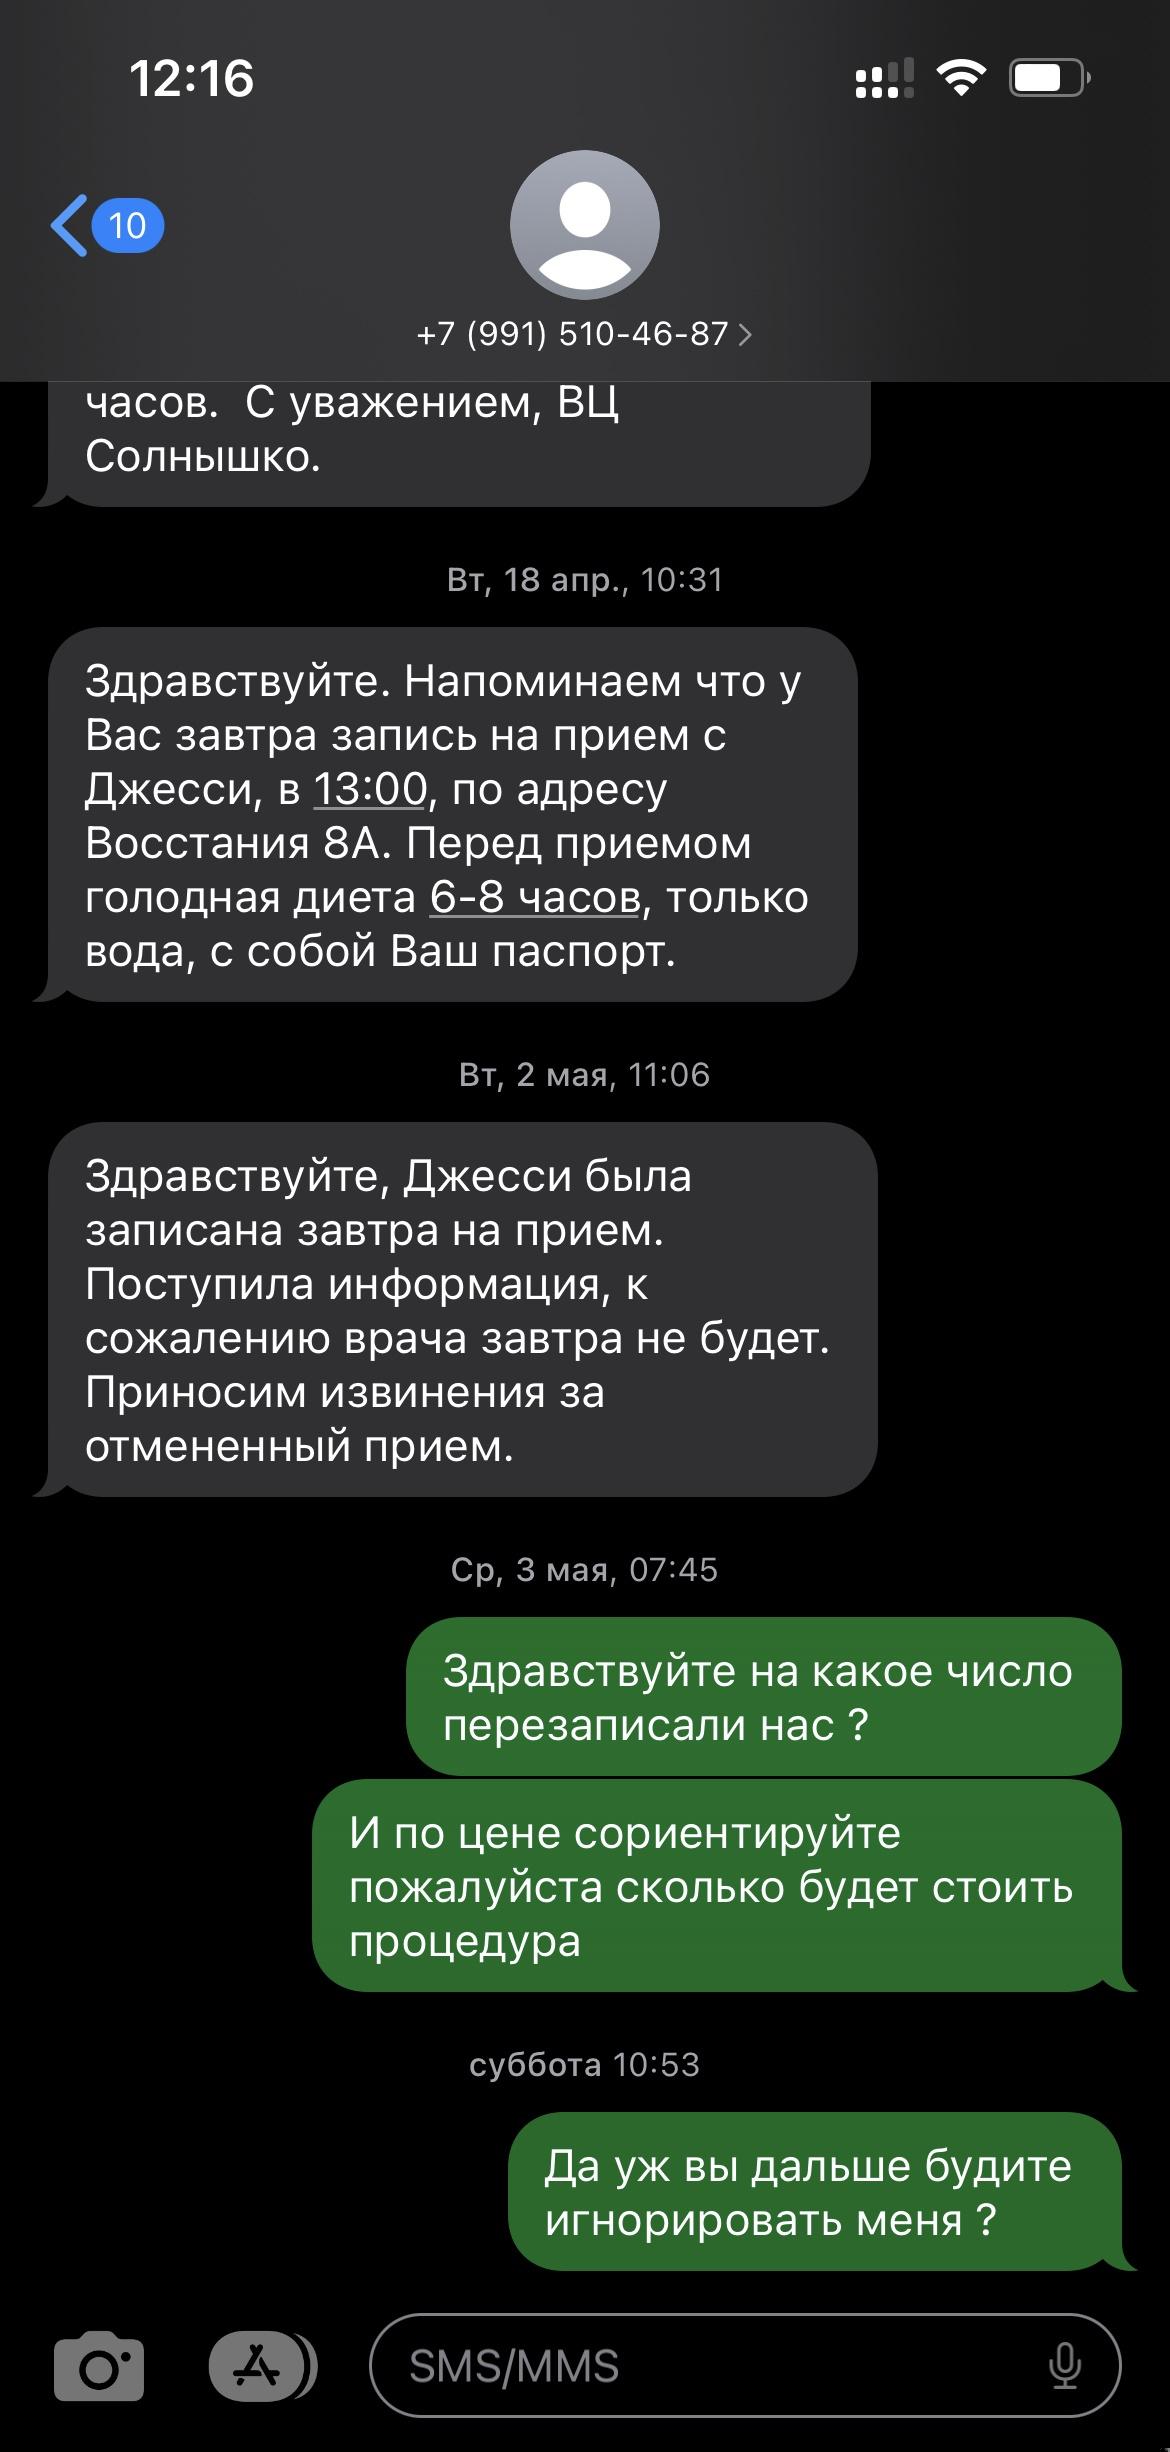 12:16
10
+7 (991) 510-46-87
часов.  С уважением, ВЦ
Солнышко.
Вт, 18 апр., 10:31
Здравствуйте. Напоминаем что у
Вас завтра запись на прием с
Джесси, в 13:00, по адресу
Восстания 8А. Перед приемом
голодная диета 6-8 часов, только
вода, с собой Ваш паспорт.
Вт, 2 мая, 11:06
Здравствуйте, Джесси была
записана завтра на прием.
Поступила информация, к
сожалению врача завтра не будет.
Приносим извинения за
отмененный прием.
Ср, 3 мая, 07:45
Здравствуйте на какое число
перезаписали нас ?
И по цене сориентируйте
пожалуйста сколько будет стоить
процедура
суббота 10:53
Да уж вы дальше будите
игнорировать меня ?
SMS/MMS